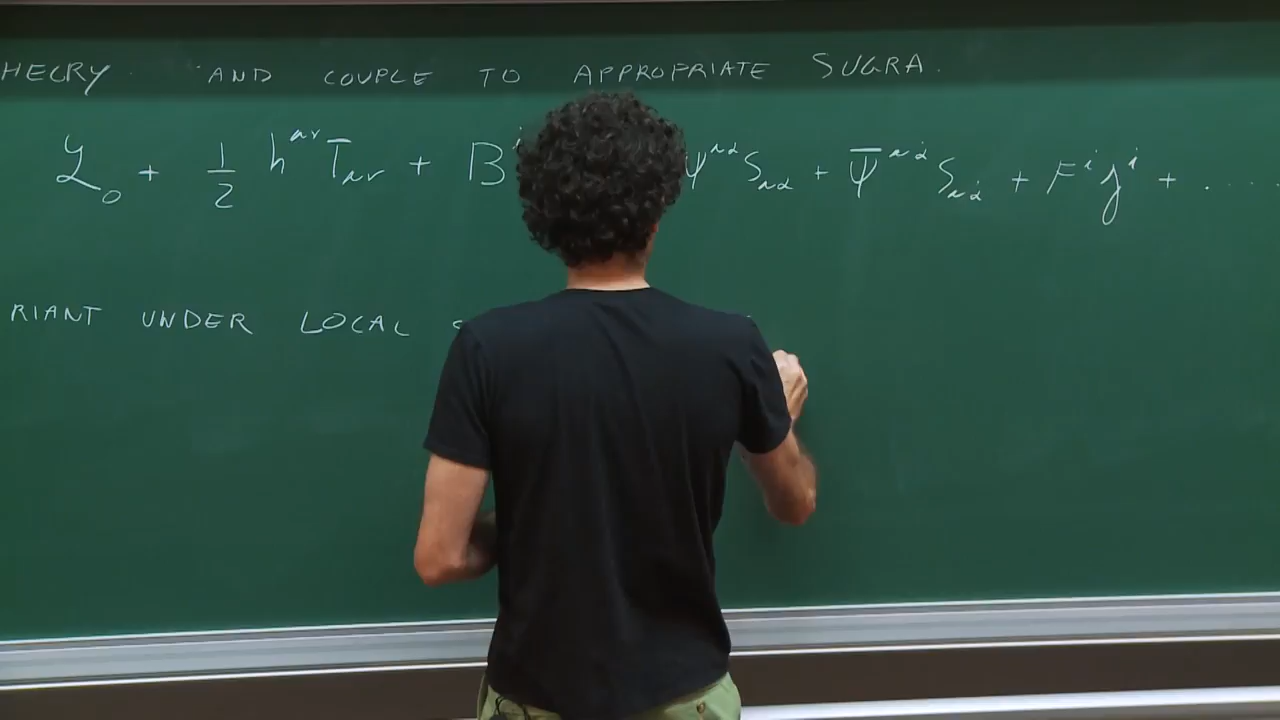 HEORY. AND COUPLE TO APPROPRIATE SUGRA.
ℒ₀ + 1/2 h^{μν} T_{μν} + B^i ψ^{μα} S_{μα} + ψ̄^{μα̇} S_{μα̇} + F^i j^i + ....
RIANT UNDER LOCAL